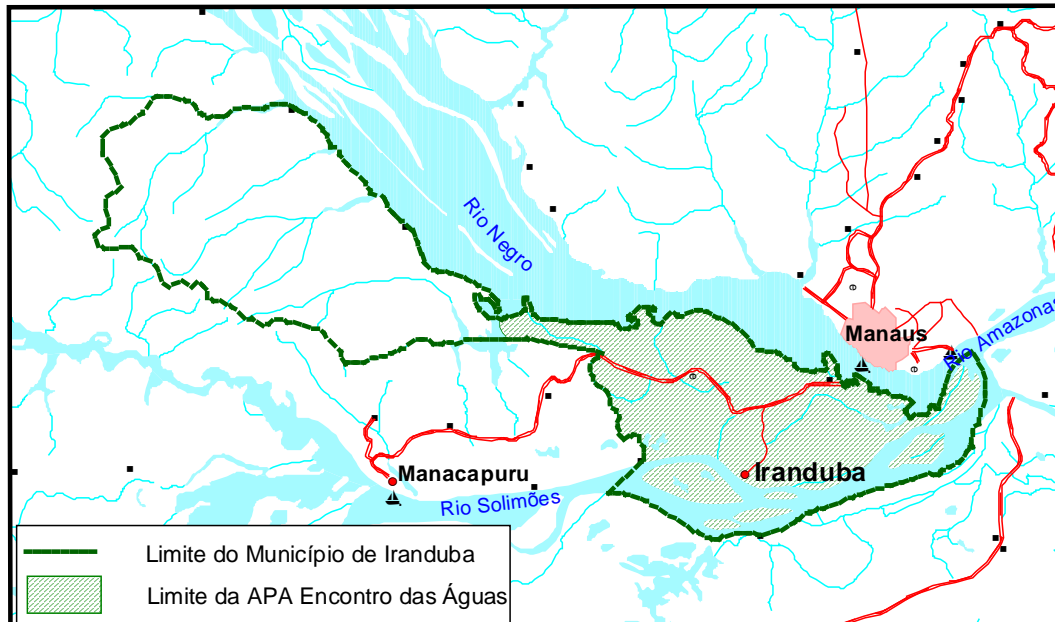 Rio Negro
Manaus
Rio Amazonas
Manacapuru
Iranduba
Rio Solimões
Limite do Município de Iranduba
Limite da APA Encontro das Águas